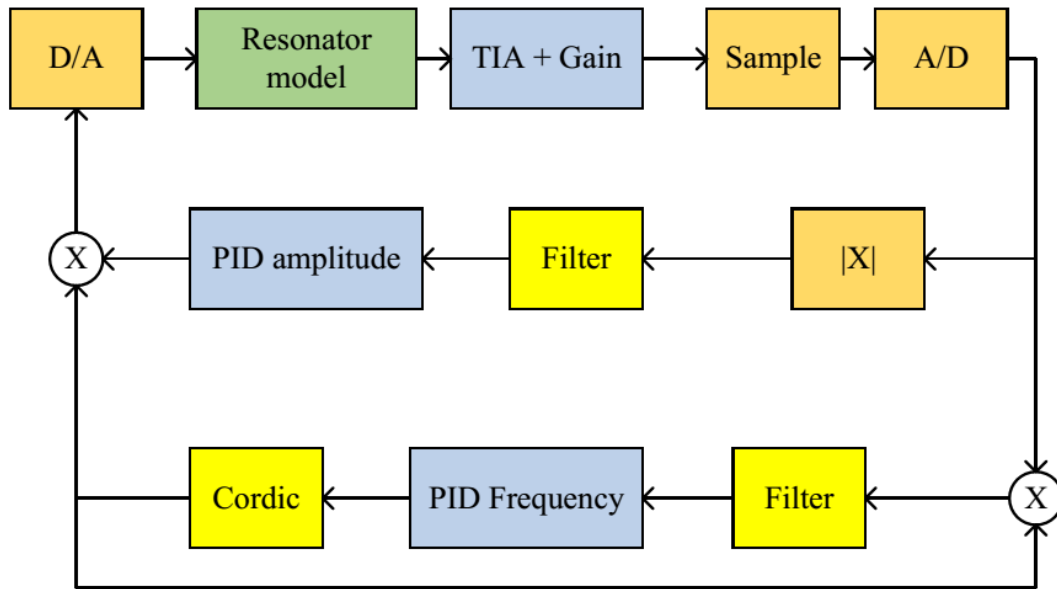 D/A
Resonator
model
TIA + Gain
Sample
A/D
X
PID amplitude
Filter
|X|
Cordic
PID Frequency
Filter
X